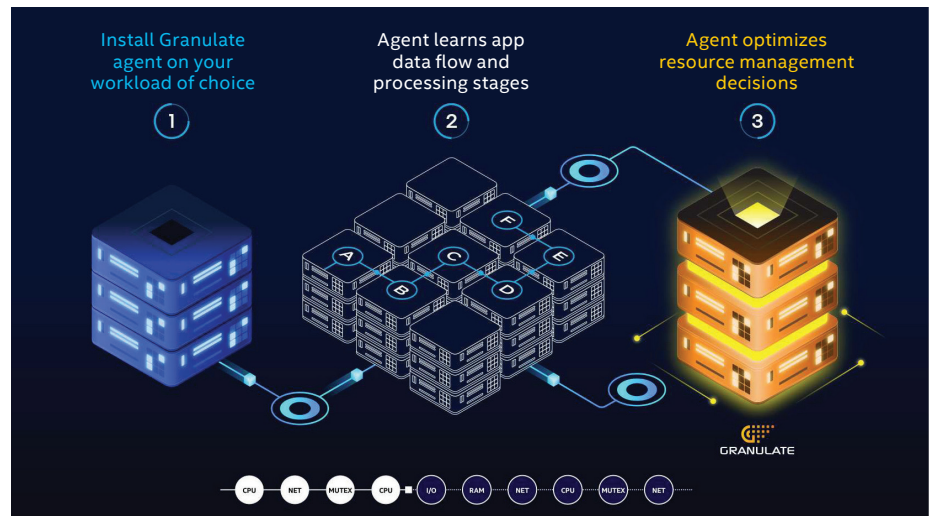 Install Granulate
agent on your
workload of choice
1
Agent learns app
data flow and
processing stages
2
Agent optimizes
resource management
decisions
3
A
B
C
D
E
F
GRANULATE
CPU NET MUTEX CPU I/O RAM NET CPU MUTEX NET